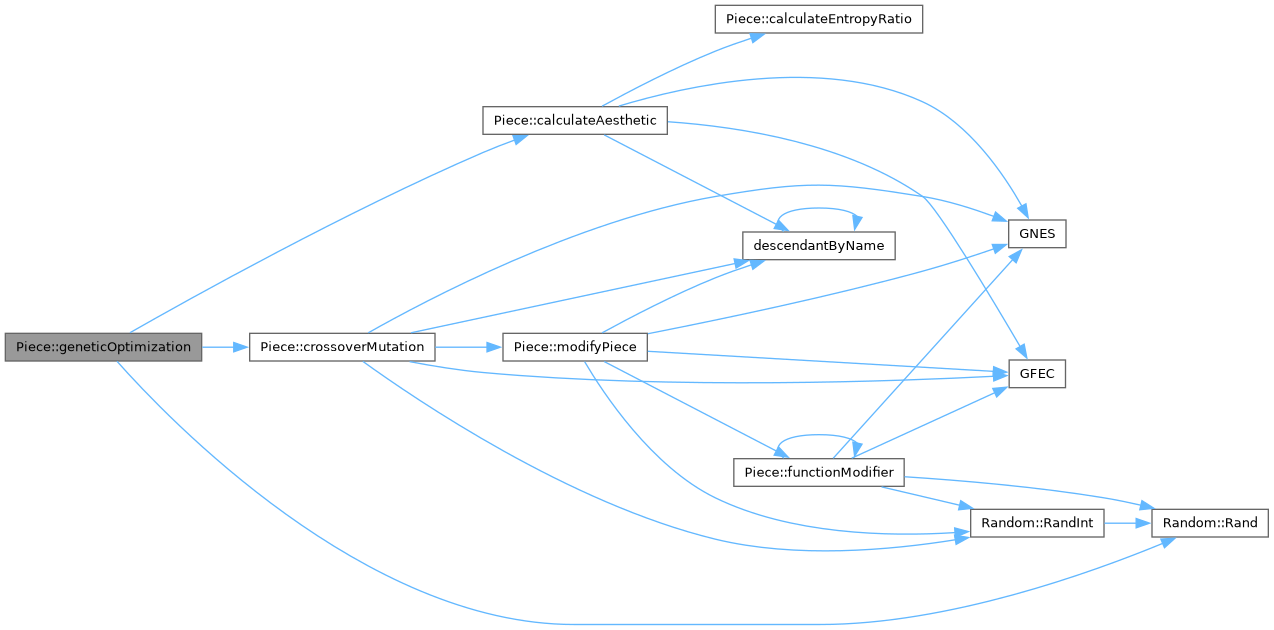 Piece::calculateEntropyRatio
Piece::calculateAesthetic
GNES
descendantByName
Piece::geneticOptimization
Piece::crossoverMutation
Piece::modifyPiece
GFEC
Piece::functionModifier
Random::RandInt
Random::Rand